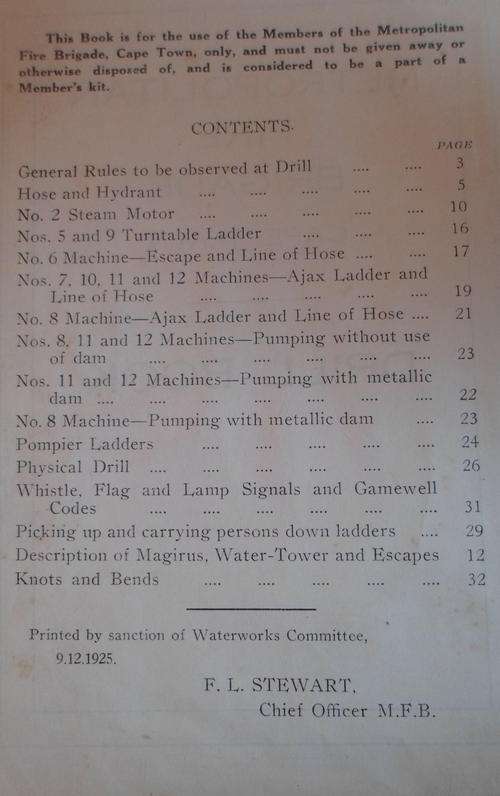 This Book is for the use of the Members of the Metropolitan
Fire Brigade, Cape Town, only, and must not be given away or
otherwise disposed of, and is considered to be a part of a
Member's kit.
CONTENTS.
PAGE
General Rules to be observed at Drill .... .... 3
Hose and Hydrant .... .... .... .... .... 5
No. 2 Steam Motor .... .... .... .... .... 10
Nos. 5 and 9 Turntable Ladder .... .... .... 16
No. 6 Machine—Escape and Line of Hose .... .... 17
Nos. 7, 10, 11 and 12 Machines—Ajax Ladder and
Line of Hose .... .... .... .... .... 19
No. 8 Machine—Ajax Ladder and Line of Hose .... 21
Nos. 8, 11 and 12 Machines—Pumping without use
of dam .... .... .... .... .... .... 23
Nos. 11 and 12 Machines—Pumping with metallic
dam :... .... .... .... .... .... .... 22
No. 8 Machine—Pumping with metallic dam .... 23
Pompier Ladders .... .... .... .... .... 24
Physical Drill .... .... .... .... .... .... 26
Whistle, Flag and Lamp Signals and Gamewell
Codes .... .... .... .... .... .... 31
Picking up and carrying persons down ladders .... 29
Description of Magirus, Water-Tower and Escapes 12
Knots and Bends .... .... .... .... .... 32
Printed by sanction of Waterworks Committee,
9.12.1925.
F. L. STEWART,
Chief Officer M.F.B.